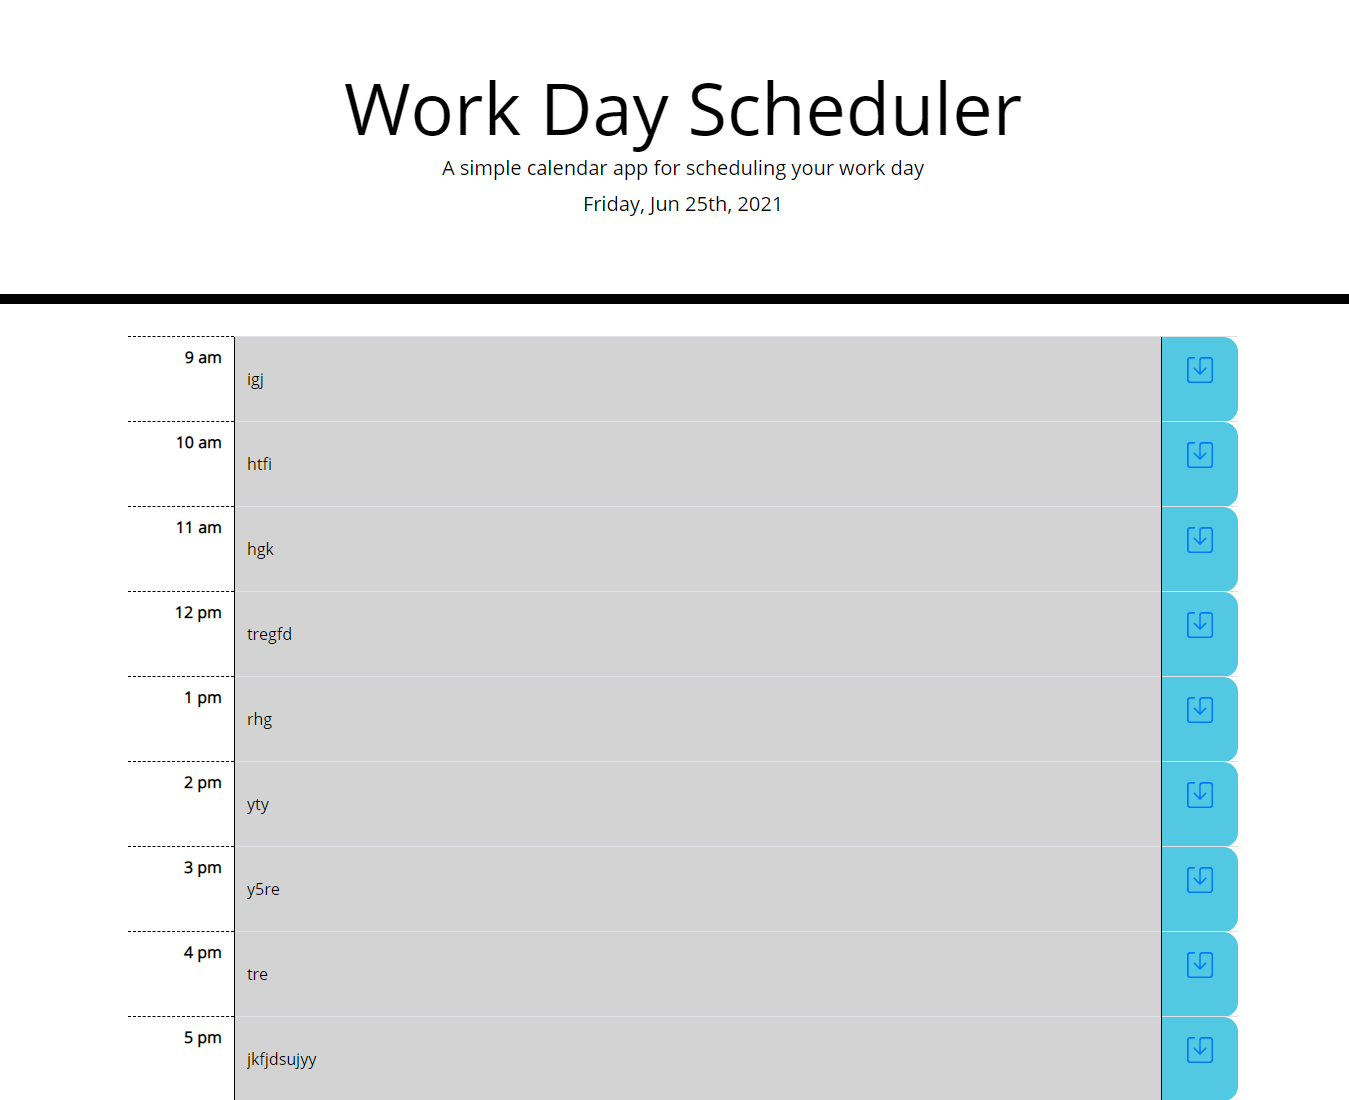 Work Day Scheduler
A simple calendar app for scheduling your work day
Friday, Jun 25th, 2021
9 am
igj
10 am
htfi
11 am
hgk
12 pm
tregfd
1 pm
rhg
2 pm
yty
3 pm
y5re
4 pm
tre
5 pm
jkfjdsujyy